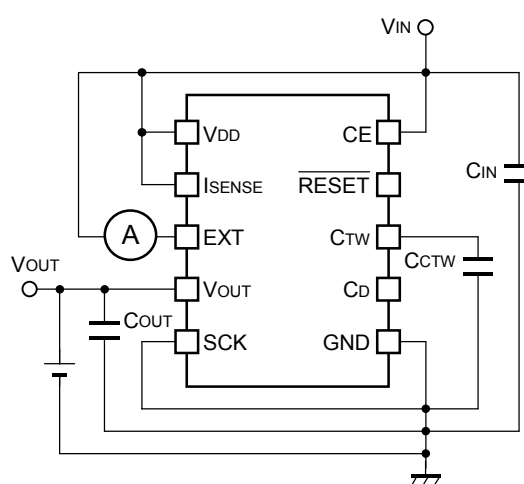 VIN
VDD
CE
CIN
ISENSE
RESET
A
EXT
CTW
CCTW
VOUT
VOUT
CD
COUT
SCK
GND